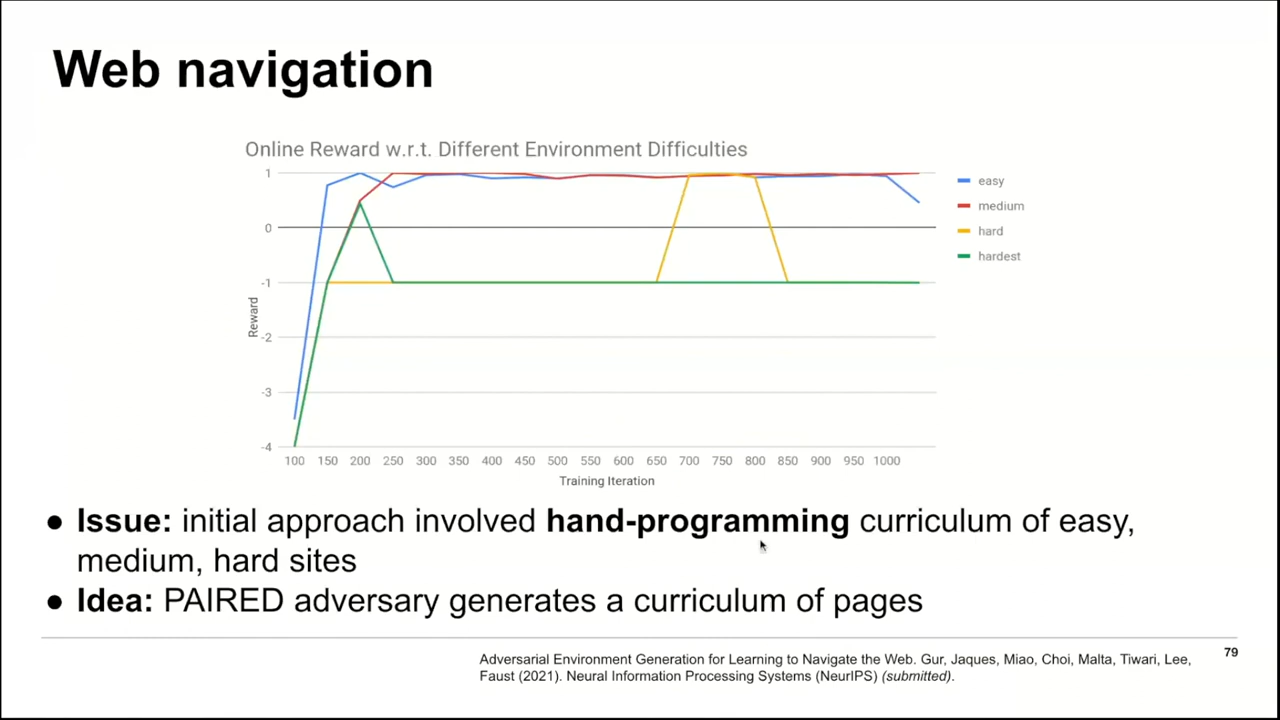 Web navigation
Online Reward w.r.t. Different Environment Difficulties
1
0
-1
-2
-3
-4
Reward
100 150 200 250 300 350 400 450 500 550 600 650 700 750 800 850 900 950 1000
Training Iteration
easy
medium
hard
hardest
● Issue: initial approach involved hand-programming curriculum of easy,
medium, hard sites
● Idea: PAIRED adversary generates a curriculum of pages
Adversarial Environment Generation for Learning to Navigate the Web. Gur, Jaques, Miao, Choi, Malta, Tiwari, Lee,
Faust (2021). Neural Information Processing Systems (NeurIPS) (submitted).
79